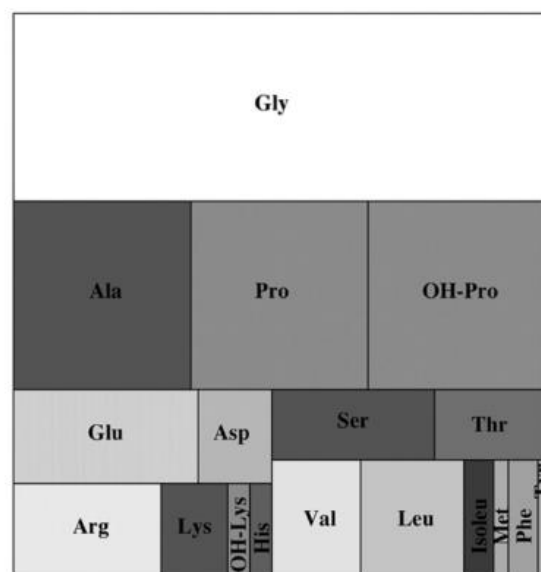 Gly
Ala
Pro
OH-Pro
Glu
Asp
Ser
Thr
Arg
Lys
OH-Lys
His
Val
Leu
Isoleu
Met
Phe